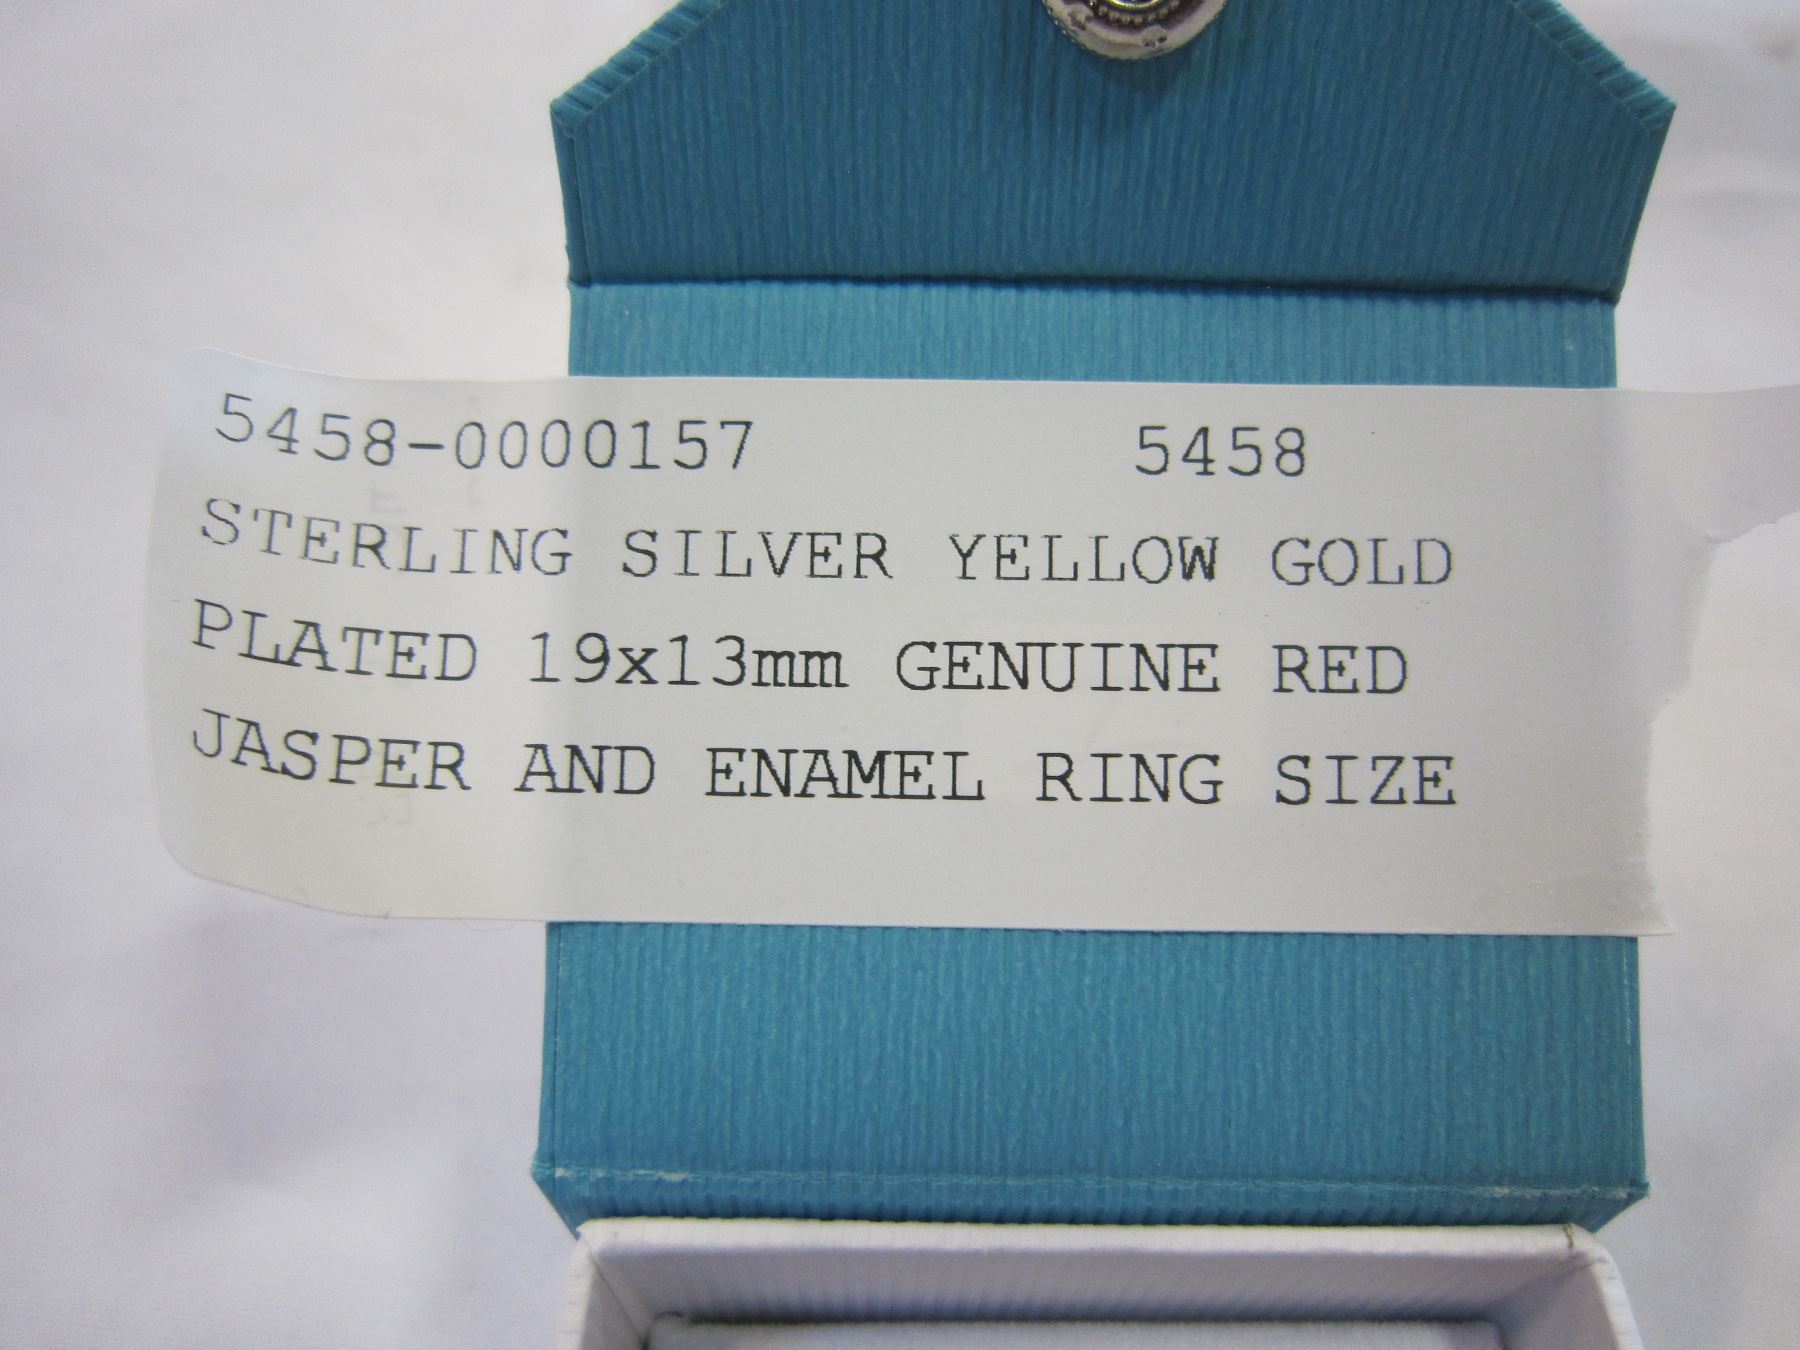 5458-0000157 5458
STERLING SILVER YELLOW GOLD
PLATED 19x13mm GENUINE RED
JASPER AND ENAMEL RING SIZE